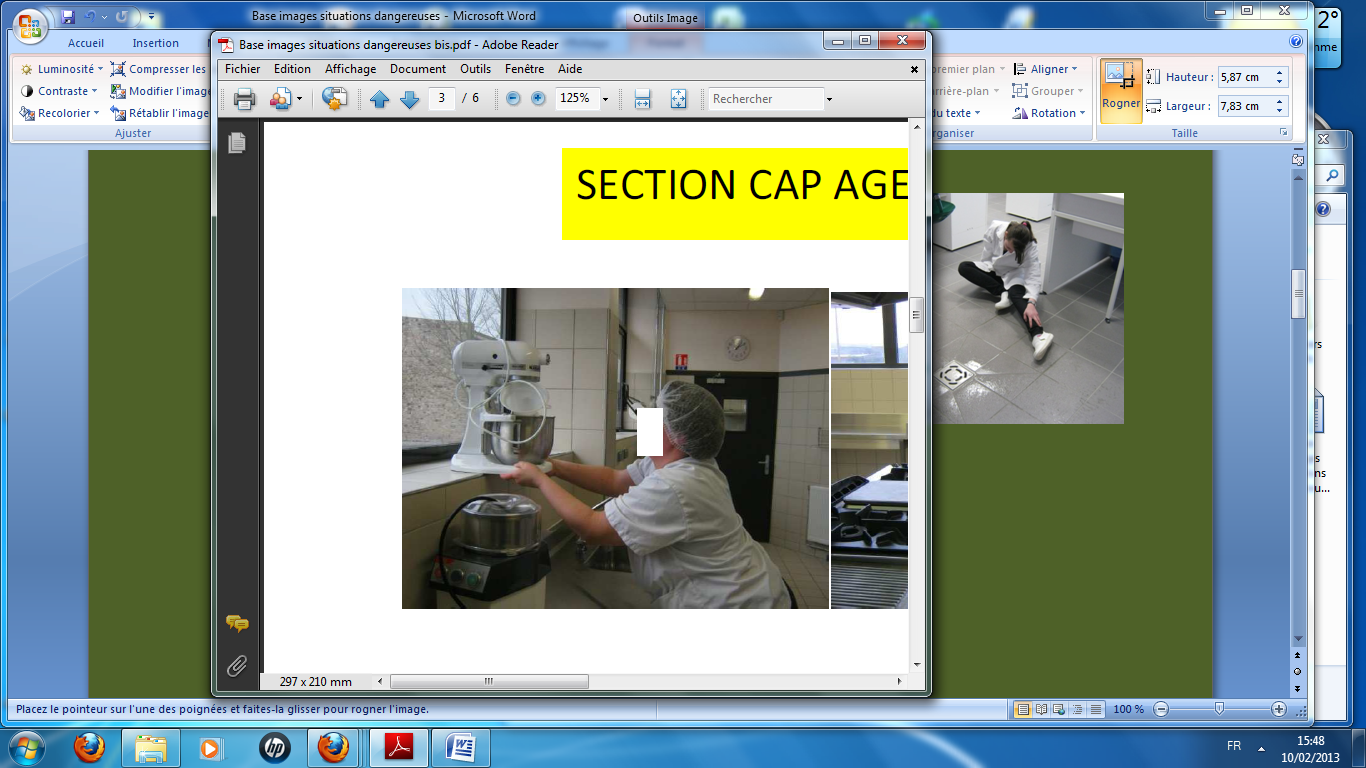 Base images situations dangereuses - Microsoft Word
Outils Image
2°
Accueil
Insertion
Base images situations dangereuses bis.pdf - Adobe Reader
Luminosité
Compresser les
Contraste
Modifier l'image
Recolorier
Rétablir l'image
Ajuster
Fichier Edition Affichage Document Outils Fenêtre Aide
3 / 6
125%
Rechercher
premier plan
Aligner
arrière-plan
Grouper
du texte
Rotation
Rogner
Hauteur : 5,87 cm
Largeur : 7,83 cm
Taille
SECTION CAP AGE
297 x 210 mm
Placez le pointeur sur l'une des poignées et faites-la glisser pour rogner l'image.
100 %
hp
FR
15:48
10/02/2013